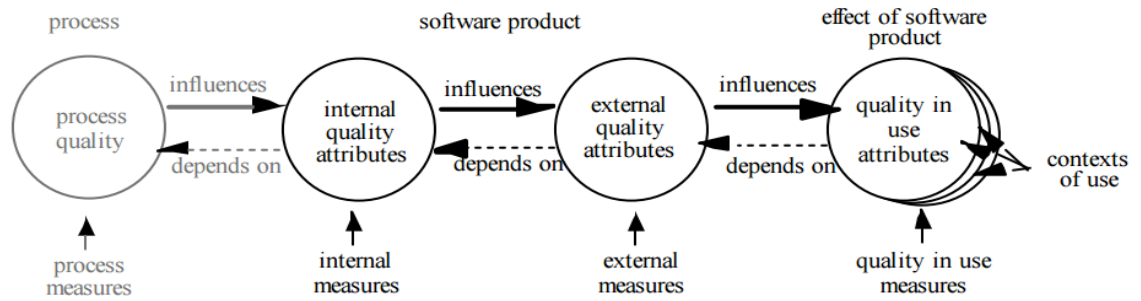 process
software product
effect of software
product
influences
influences
influences
process
quality
internal
quality
attributes
external
quality
attributes
quality in
use
attributes
depends on
depends on
depends on
contexts
of use
process
measures
internal
measures
external
measures
quality in use
measures